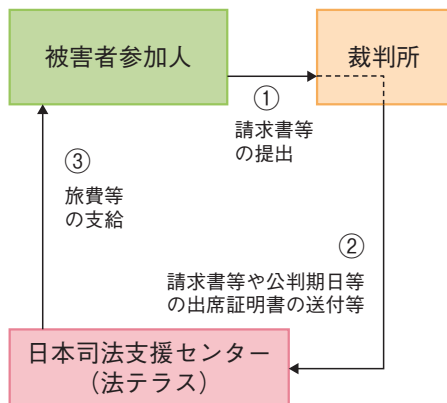 被害者参加人
裁判所
①
請求書等
の提出
③
旅費等
の支給
②
請求書等や公判期日等
の出席証明書の送付等
日本司法支援センター
（法テラス）